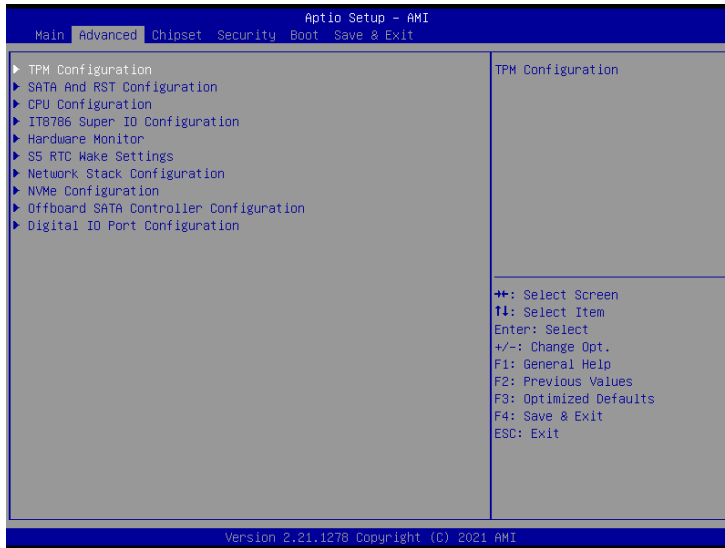 Aptio Setup – AMI
Main Advanced Chipset Security Boot Save & Exit
TPM Configuration
SATA And RST Configuration
CPU Configuration
IT8786 Super IO Configuration
Hardware Monitor
S5 RTC Wake Settings
Network Stack Configuration
NVMe Configuration
Offboard SATA Controller Configuration
Digital IO Port Configuration
TPM Configuration
→←: Select Screen
↑↓: Select Item
Enter: Select
+/-: Change Opt.
F1: General Help
F2: Previous Values
F3: Optimized Defaults
F4: Save & Exit
ESC: Exit
Version 2.21.1278 Copyright (C) 2021 AMI